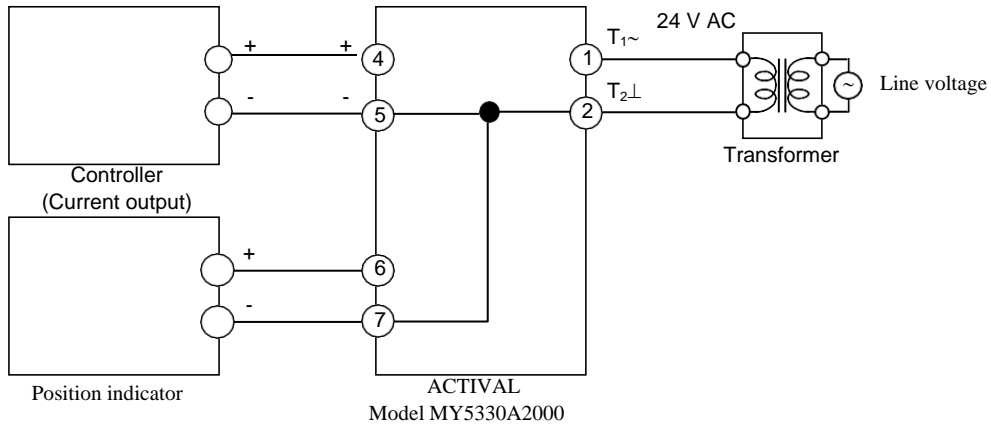 24 V AC
T1~
+ +
4
1
~
Line voltage
- -
5
T2⊥
2
Transformer
Controller
(Current output)
+
6
-
7
Position indicator
ACTIVAL
Model MY5330A2000